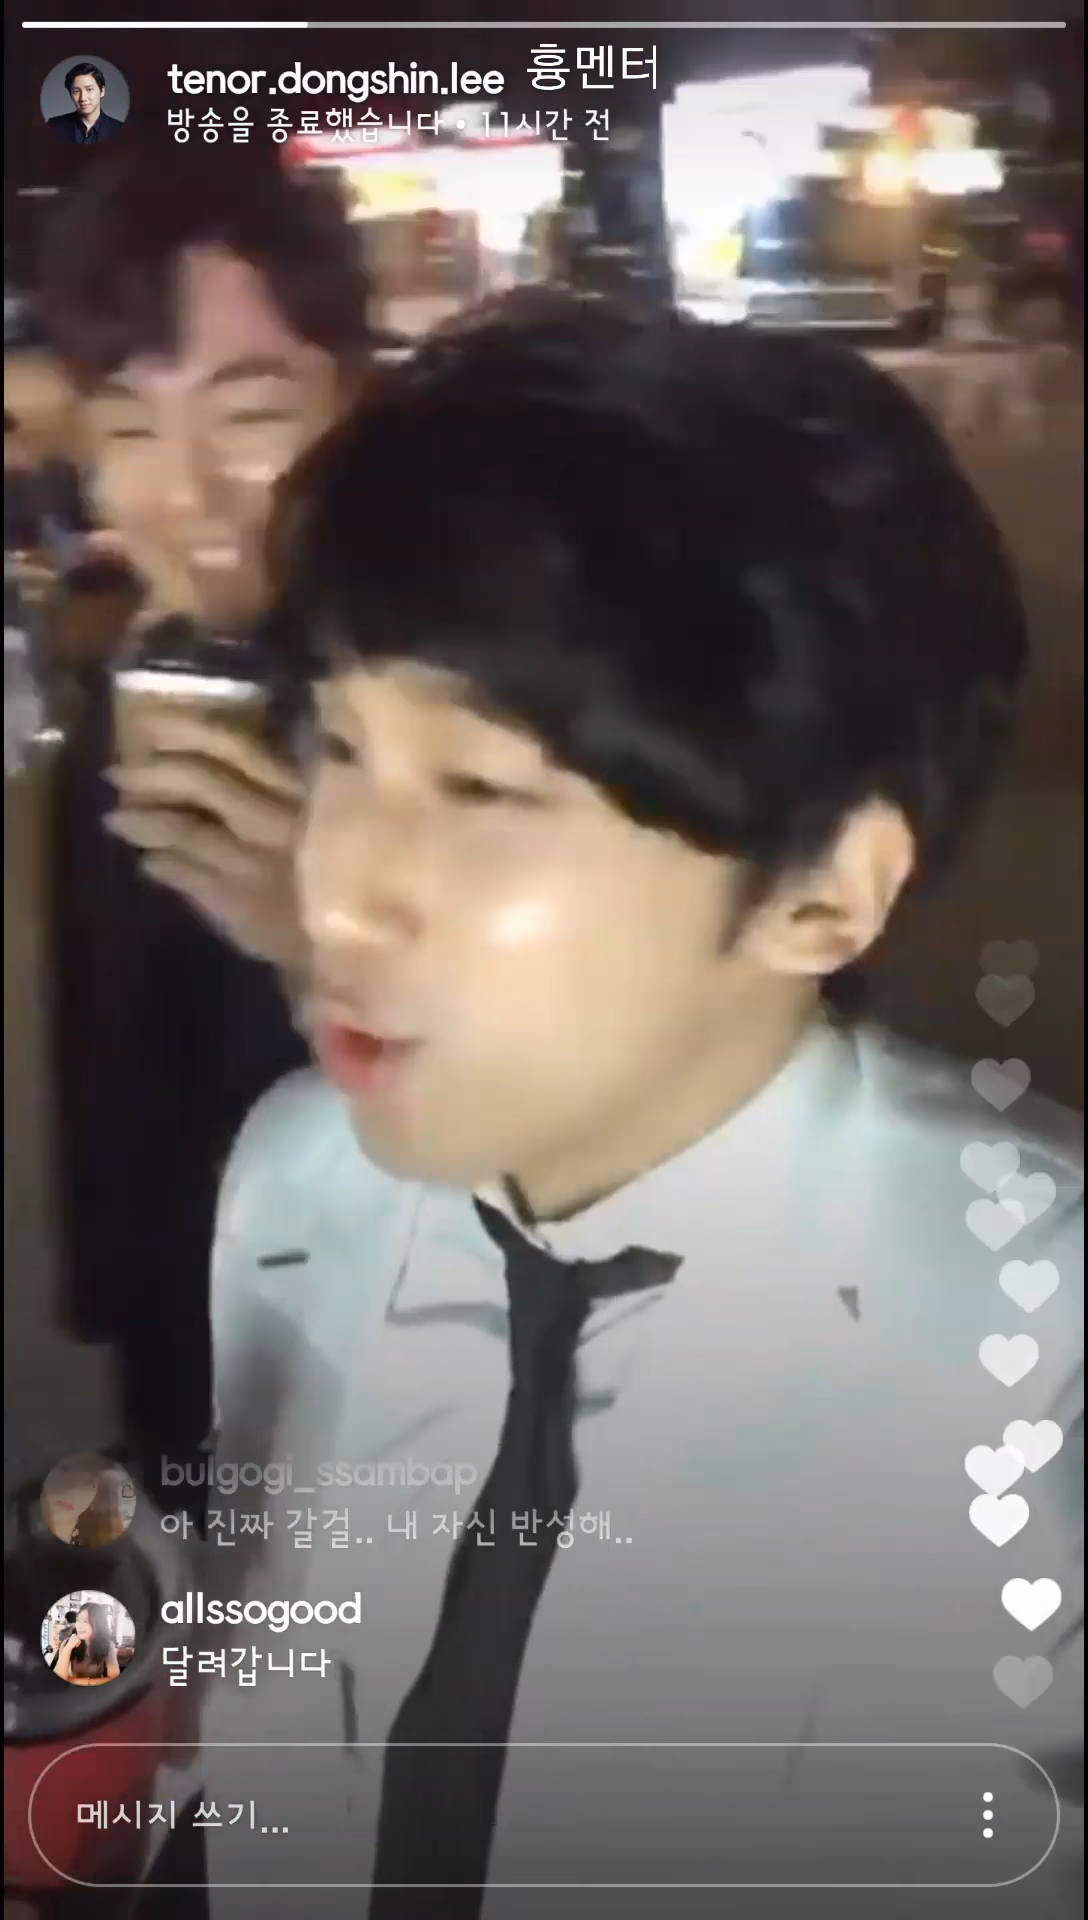 tenor.dongshin.lee 흉멘터
방송을 종료했습니다 • 11시간 전
bulgogi_ssambap
아 진짜 갈걸.. 내 자신 반성해..
allssogood
달려갑니다
메시지 쓰기...